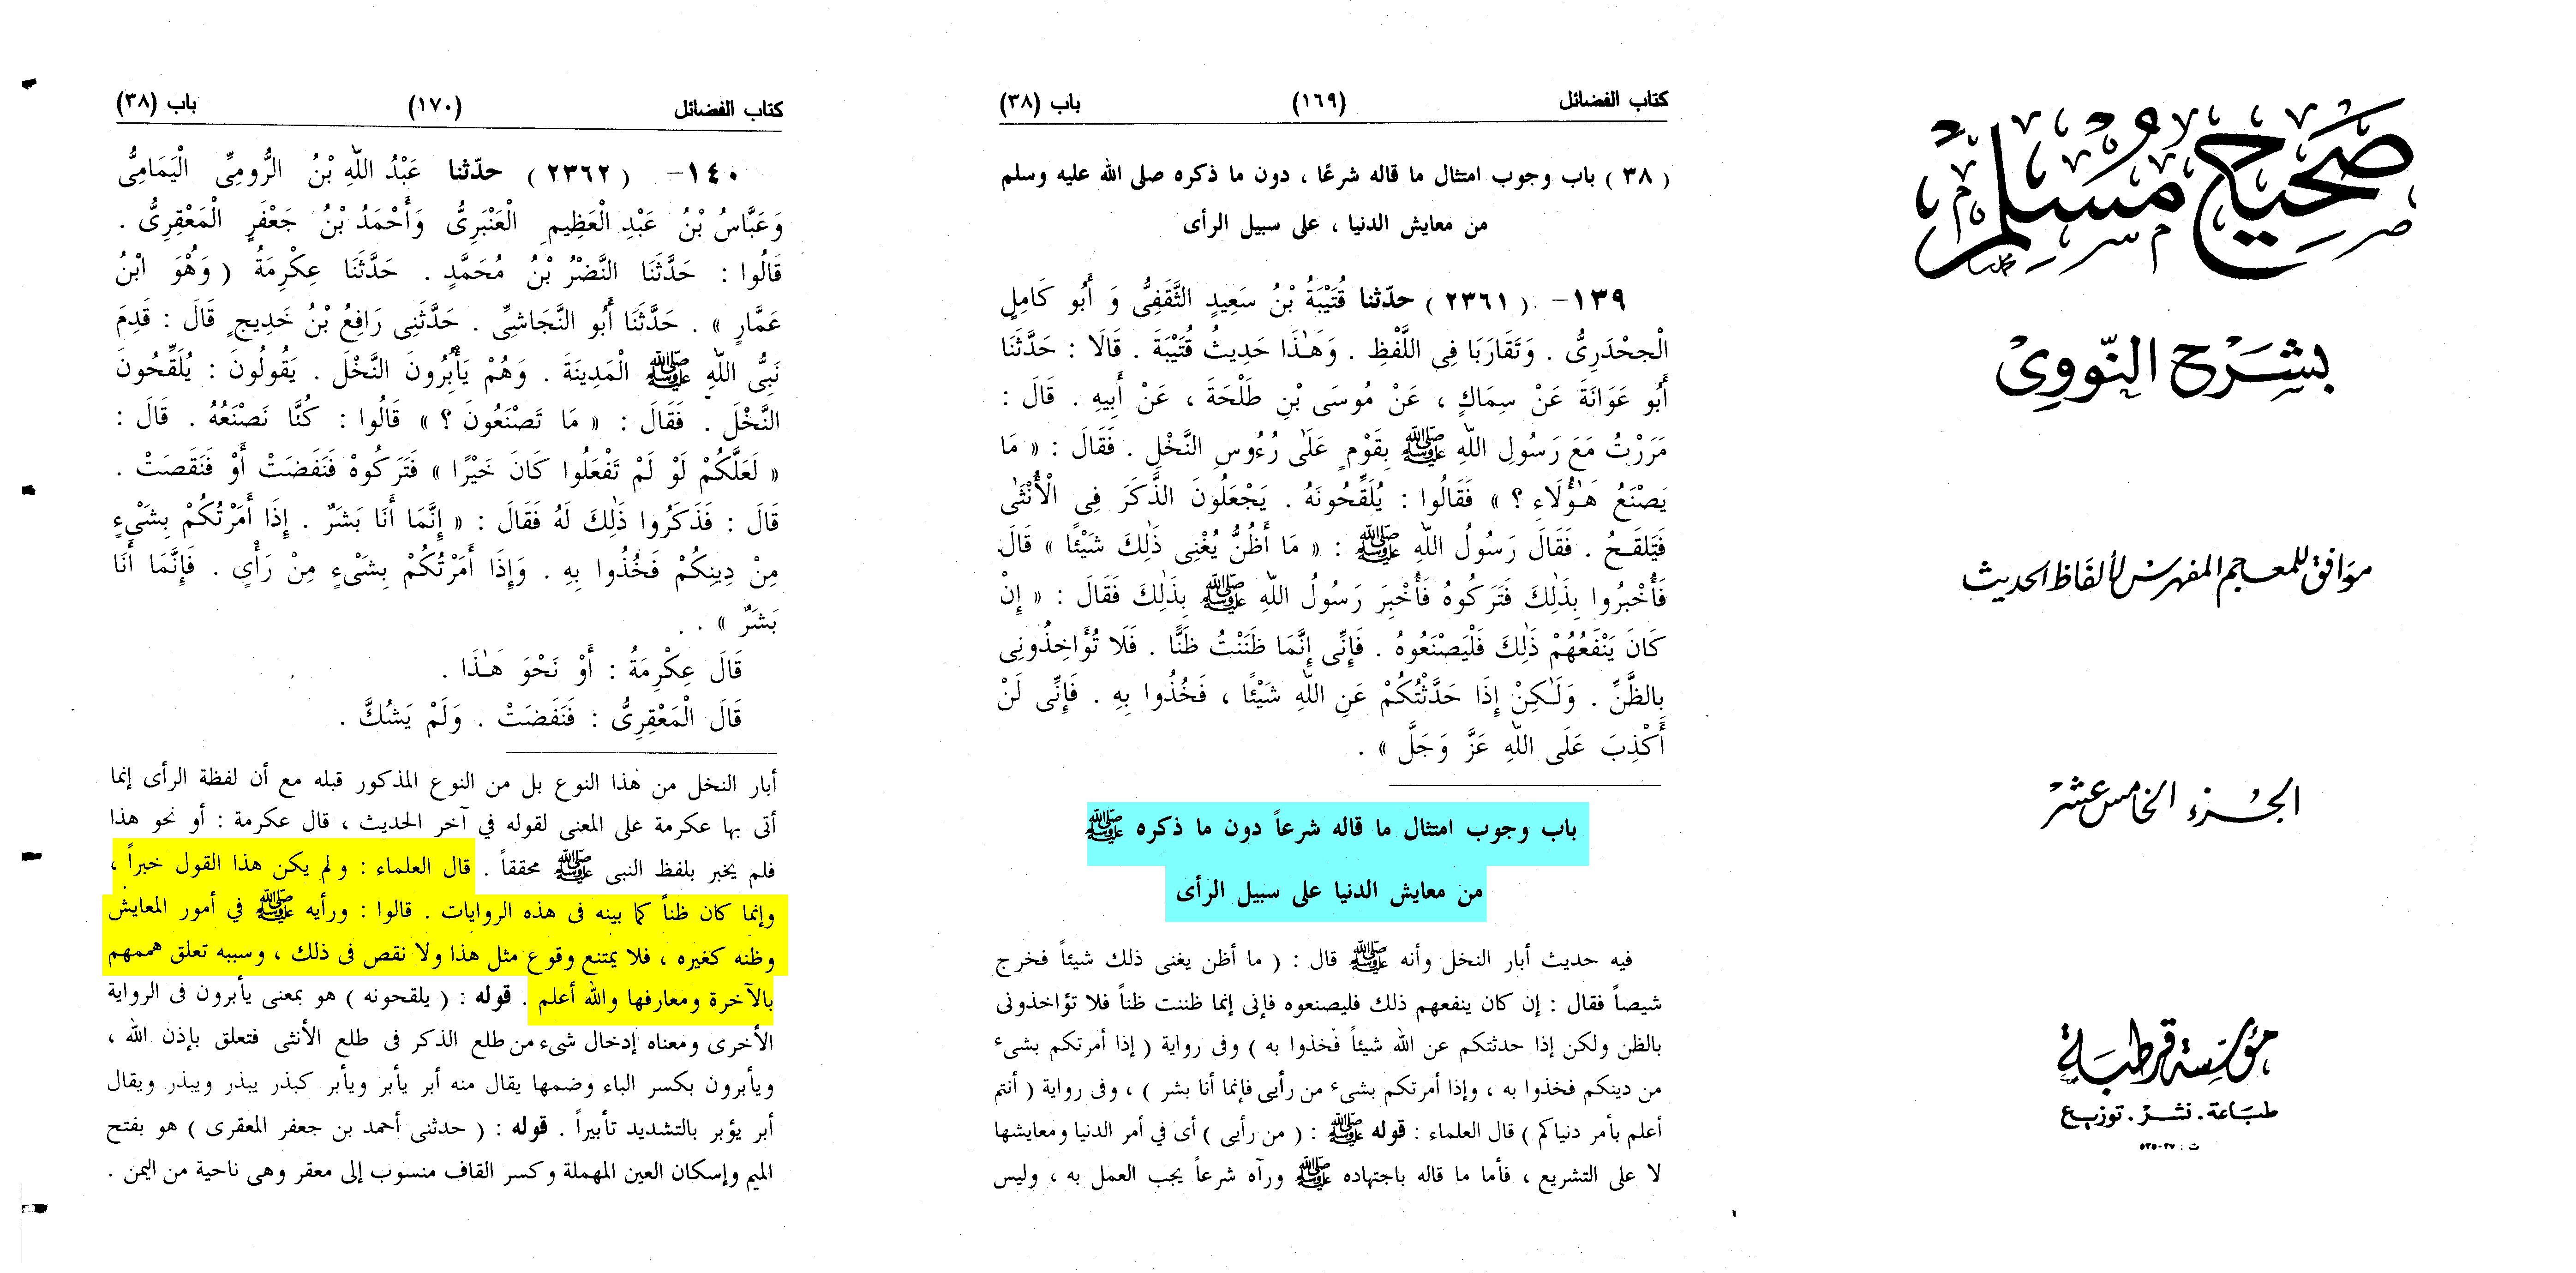 صحيح مسلم
بشرح النووي
موافق للمعجم المفهرس لألفاظ الحديث
الجزء الخامس عشر
مؤسسة قرطبة
طباعة . نشر . توزيع
ت : ٥٣٥٠٢٧
كتاب الفضائل (١٦٩) باب (٣٨)
( ٣٨ ) باب وجوب امتثال ما قاله شرعًا ، دون ما ذكره صلى الله عليه وسلم
من معايش الدنيا ، على سبيل الرأى
١٣٩- ( ٢٣٦١ ) حدّثنا قُتَيْبَةُ بْنُ سَعِيدٍ الثَّقَفِىُّ وَ أَبُو كَامِلٍ
الْجحْدَرِىُّ . وَتَقَارَبَا فِى اللَّفْظِ . وَهَـٰذَا حَدِيثُ قُتَيْبَةَ . قَالَا : حَدَّثَنَا
أَبُو عَوَانَةَ عَنْ سِمَاكٍ ، عَنْ مُوسَى بْنِ طَلْحَةَ ، عَنْ أَبِيهِ . قَالَ :
مَرَرْتُ مَعَ رَسُولِ اللّٰهِ ﷺ بِقَوْمٍ عَلَىٰ رُءُوسِ النَّخْلِ . فَقَالَ : « مَا
يَصْنَعُ هَـٰؤُلَاءِ ؟ » فَقَالُوا : يُلَقِّحُونَهُ . يَجْعَلُونَ الذَّكَرَ فِى الْأُنْثَىٰ
فَيَلقَـحُ . فَقَالَ رَسُولُ اللّٰهِ ﷺ : « مَا أَظُنُّ يُغْنِى ذَٰلِكَ شَيْئًا » قَالَ
فَأُخْبِرُوا بِذَٰلِكَ فَتَرَكُوهُ فَأُخْبِرَ رَسُولُ اللّٰهِ ﷺ بِذَٰلِكَ فَقَالَ : « إِنْ
كَانَ يَنْفَعُهُمْ ذَٰلِكَ فَلْيَصْنَعُوهُ . فَإِنِّى إِنَّمَا ظَنَنْتُ ظَنًّا . فَلَا تُؤَاخِذُونِى
بِالظَّنِّ . وَلَـٰكِنْ إِذَا حَدَّثْتُكُمْ عَنِ اللّٰهِ شَيْئًا ، فَخُذُوا بِهِ . فَإِنِّى لَنْ
أَكْذِبَ عَلَى اللّٰهِ عَزَّ وَجَلَّ » .
باب وجوب امتثال ما قاله شرعاً دون ما ذكره ﷺ
من معايش الدنيا على سبيل الرأى
فيه حديث أبار النخل وأنه ﷺ قال : ( ما أظن يغنى ذلك شيئاً فخرج
شيصاً فقال : إن كان ينفعهم ذلك فليصنعوه فإنى إنما ظننت ظناً فلا تؤاخذونى
بالظن ولكن إذا حدثتكم عن الله شيئاً فخذوا به ) وفى رواية ( إذا أمرتكم بشىء
من دينكم فخذوا به ، وإذا أمرتكم بشىء من رأيى فإنما أنا بشر ) ، وفى رواية ( أنتم
أعلم بأمر دنياكم ) قال العلماء : قوله ﷺ : ( من رأيى ) أى في أمر الدنيا ومعايشها
لا على التشريع ، فأما ما قاله باجتهاده ﷺ ورآه شرعاً يجب العمل به ، وليس
كتاب الفضائل (١٧٠) باب (٣٨)
١٤٠- ( ٢٣٦٢ ) حدّثنا عَبْدُ اللّٰهِ بْنُ الرُّومِىِّ الْيَمَامِىُّ
وَعَبَّاسُ بْنُ عَبْدِ الْعَظِيمِ الْعَنْبَرِىُّ وَأَحْمَدُ بْنُ جَعْفَرٍ الْمَعْقِرِىُّ .
قَالُوا : حَدَّثَنَا النَّضْرُ بْنُ مُحَمَّدٍ . حَدَّثَنَا عِكْرِمَةُ ( وَهُوَ ابْنُ
عَمَّارٍ » . حَدَّثَنَا أَبُو النَّجَاشِىِّ . حَدَّثَنِى رَافِعُ بْنُ خَدِيجٍ قَالَ : قَدِمَ
نَبِىُّ اللّٰهِ ﷺ الْمَدِينَةَ . وَهُمْ يَأْبُرُونَ النَّخْلَ . يَقُولُونَ : يُلَقِّحُونَ
النَّخْلَ . فَقَالَ : « مَا تَصْنَعُونَ ؟ » قَالُوا : كُنَّا نَصْنَعُهُ . قَالَ :
« لَعَلَّكُمْ لَوْ لَمْ تَفْعَلُوا كَانَ خَيْرًا » فَتَرَكُوهُ فَنَفَضَتْ أَوْ فَنَقَصَتْ .
قَالَ : فَذَكَرُوا ذَٰلِكَ لَهُ فَقَالَ : « إِنَّمَا أَنَا بَشَرٌ . إِذَا أَمَرْتُكُمْ بِشَىْءٍ
مِنْ دِينِكُمْ فَخُذُوا بِهِ . وَإِذَا أَمَرْتُكُمْ بِشَىْءٍ مِنْ رَأْىٍ . فَإِنَّمَا أَنَا
بَشَرٌ » . .
قَالَ عِكْرِمَةُ : أَوْ نَحْوَ هَـٰذَا .
قَالَ الْمَعْقِرِىُّ : فَنَفَضَتْ . وَلَمْ يَشُكَّ .
أبار النخل من هذا النوع بل من النوع المذكور قبله مع أن لفظة الرأى إنما
أتى بها عكرمة على المعنى لقوله في آخر الحديث ، قال عكرمة : أو نحو هذا
فلم يخبر بلفظ النبى ﷺ محققاً . قال العلماء : ولم يكن هذا القول خبراً ،
وإنما كان ظناً كما بينه فى هذه الروايات . قالوا : ورأيه ﷺ في أمور المعايش
وظنه كغيره ، فلا يمتنع وقوع مثل هذا ولا نقص فى ذلك ، وسببه تعلق هممهم
بالآخرة ومعارفها والله أعلم . قوله : ( يلقحونه ) هو بمعنى يأبرون فى الرواية
الأخرى ومعناه إدخال شىء من طلع الذكر فى طلع الأنثى فتعلق بإذن الله ،
ويأبرون بكسر الباء وضمها يقال منه أبر يأبر ويأبر كبذر يبذر ويبذر ويقال
أبر يؤبر بالتشديد تأبيراً . قوله : ( حدثنى أحمد بن جعفر المعقرى ) هو بفتح
الميم وإسكان العين المهملة وكسر القاف منسوب إلى معقر وهى ناحية من اليمن .